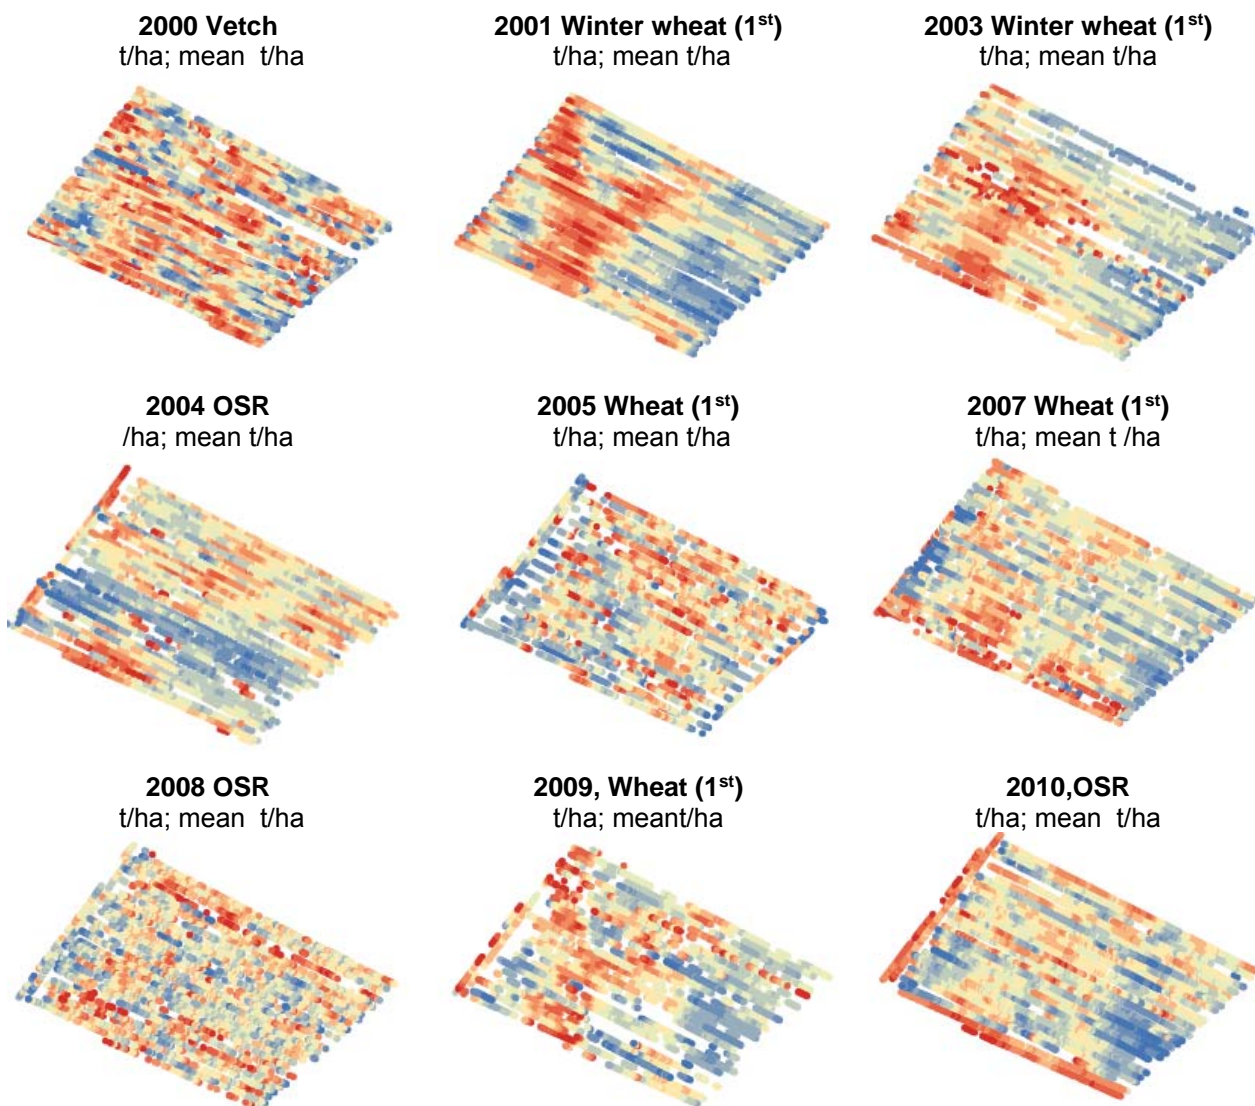 2000 Vetch
t/ha; mean t/ha
2001 Winter wheat (1st)
t/ha; mean t/ha
2003 Winter wheat (1st)
t/ha; mean t/ha
2004 OSR
/ha; mean t/ha
2005 Wheat (1st)
t/ha; mean t/ha
2007 Wheat (1st)
t/ha; mean t /ha
2008 OSR
t/ha; mean t/ha
2009, Wheat (1st)
t/ha; meant/ha
2010,OSR
t/ha; mean t/ha